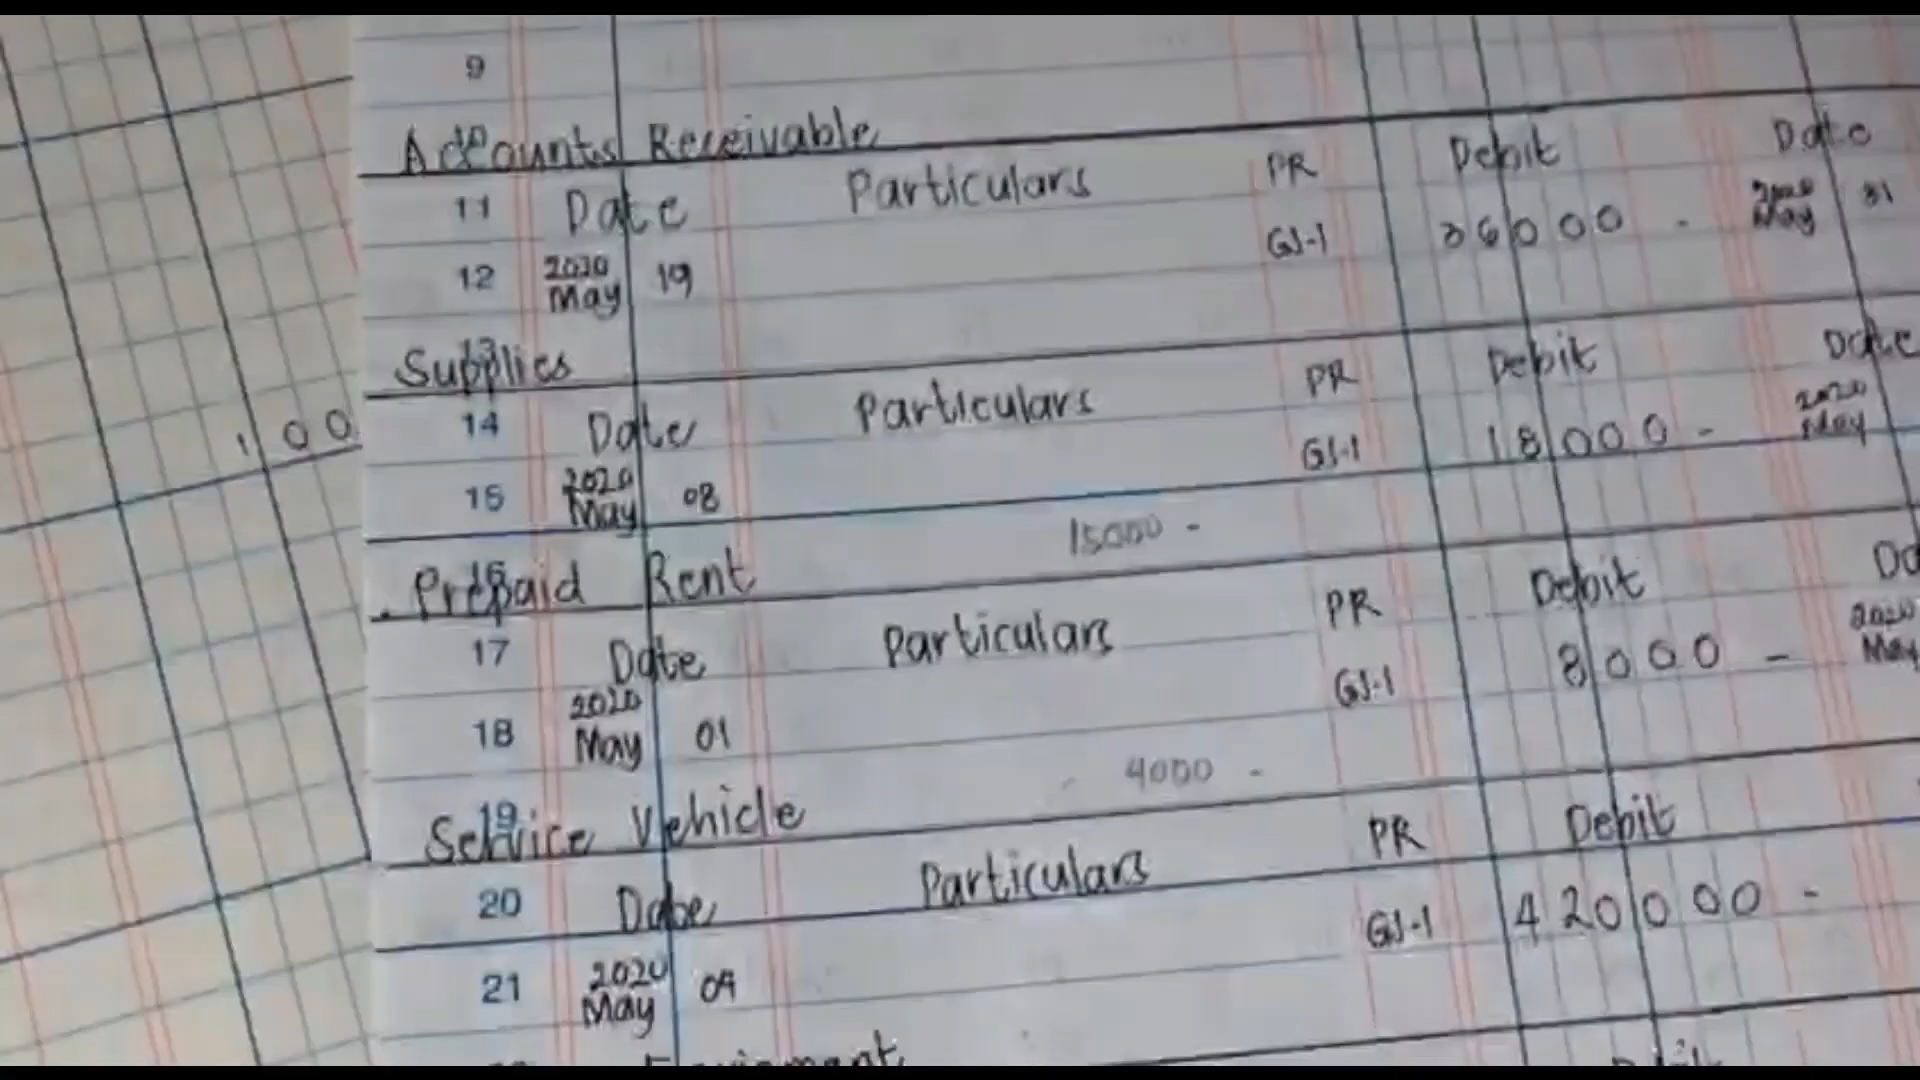 9
Accounts Receivable
11 Date Particulars PR Debit Date
12 2020 May 19 GJ-1 36000 - 2020 May 31
Supplies
14 Date Particulars PR Debit Date
15 2020 May 08 GJ-1 18000 - 2020 May
15000 -
Prepaid Rent
17 Date Particulars PR Debit Da
18 2020 May 01 GJ-1 8000 - 2020 May
4000 -
19
Service Vehicle
20 Date Particulars PR Debit
21 2020 May 04 GJ-1 420000 -
1 00